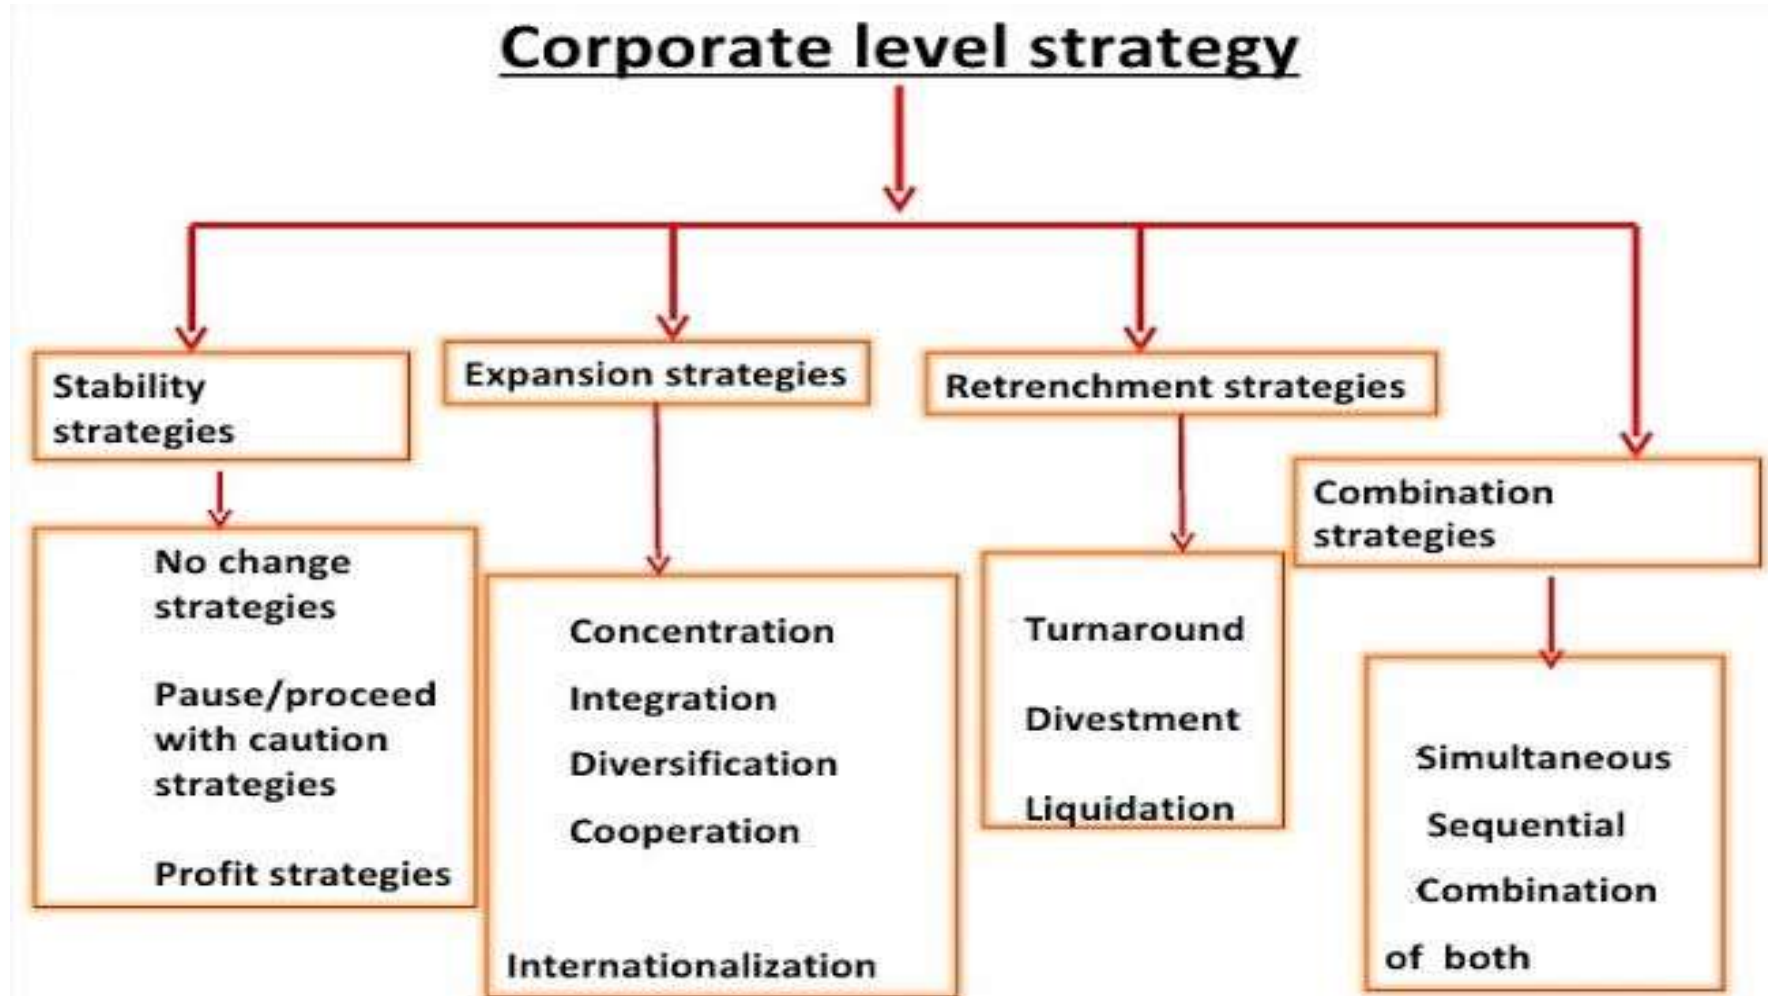 Corporate level strategy
Stability
strategies
Expansion strategies
Retrenchment strategies
Combination
strategies
No change
strategies
Pause/proceed
with caution
strategies
Profit strategies
Concentration
Integration
Diversification
Cooperation
Internationalization
Turnaround
Divestment
Liquidation
Simultaneous
Sequential
Combination
of both